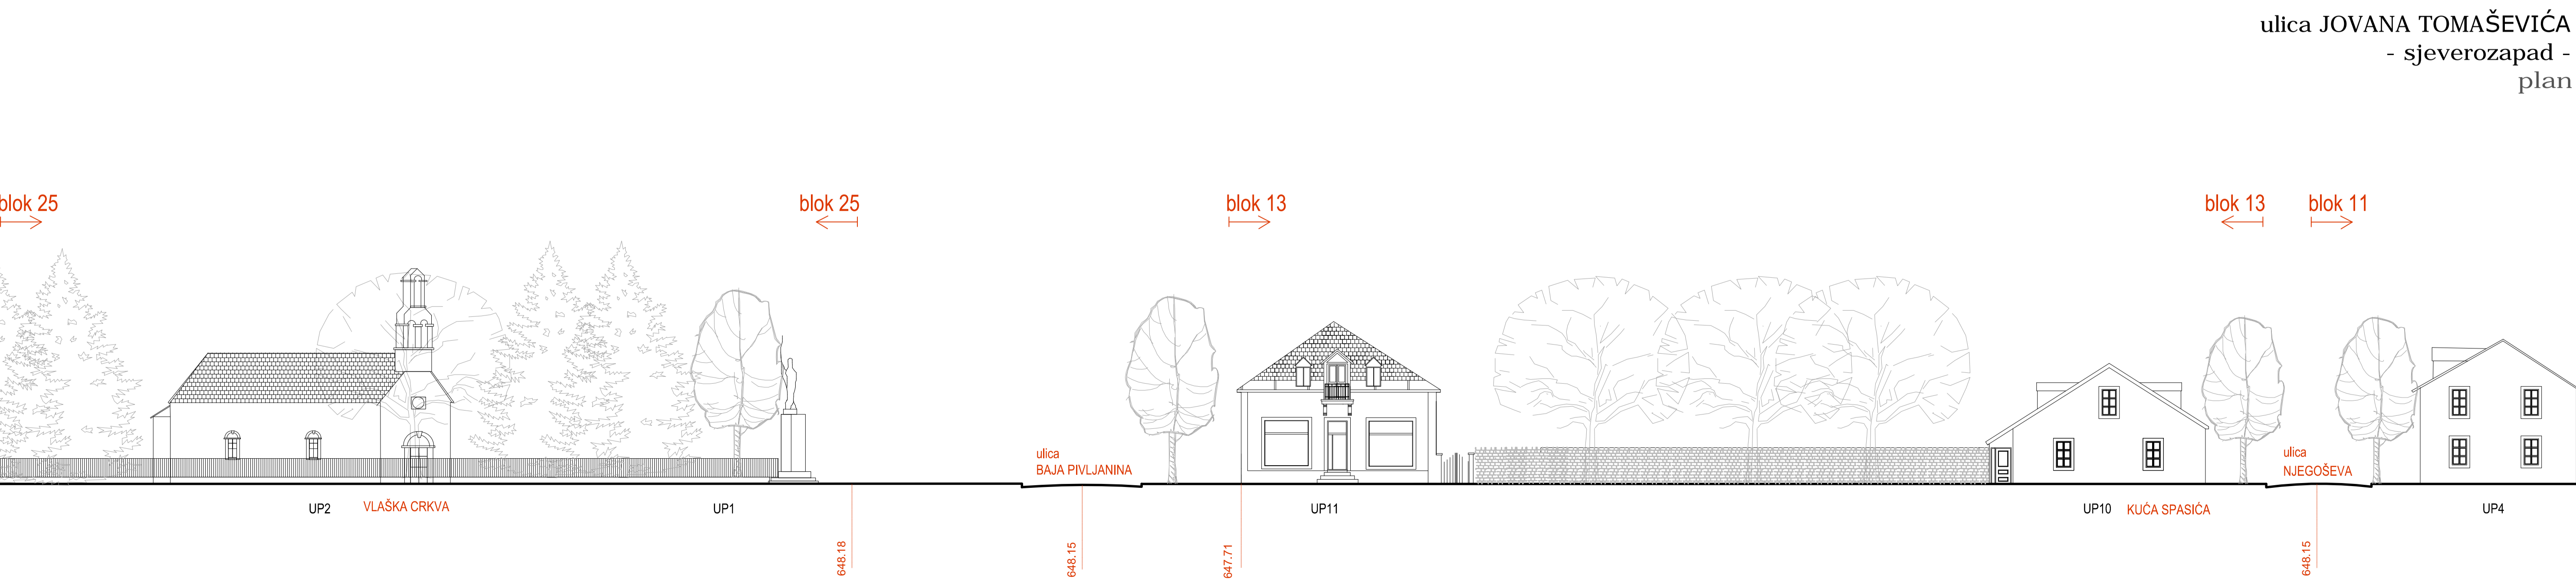 ulica JOVANA TOMAŠEVIĆA
- sjeverozapad -
plan
blok 25
blok 25
blok 13
blok 13
blok 11
ulica
BAJA PIVLJANINA
ulica
NJEGOŠEVA
UP2
VLAŠKA CRKVA
UP1
UP11
UP10
KUĆA SPASIĆA
UP4
648.18
648.15
647.71
648.15